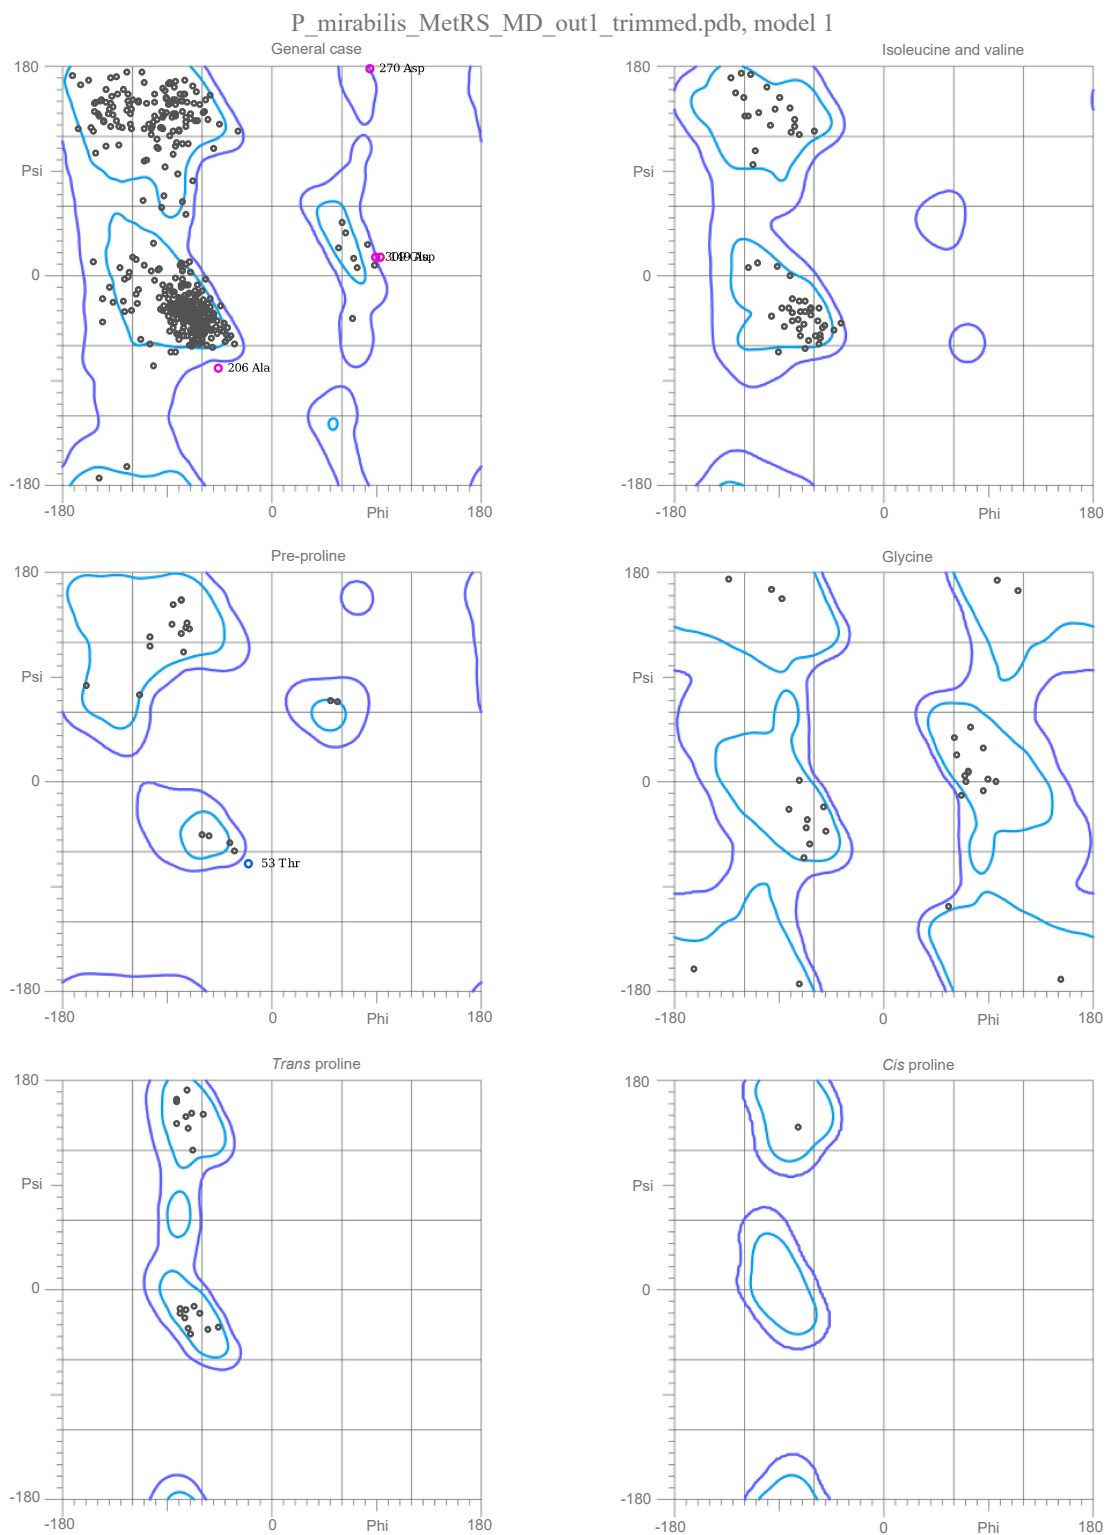 P_mirabilis_MetRS_MD_out1_trimmed.pdb, model 1
General case
Isoleucine and valine
180
Psi
0
-180
-180
0
Phi
180
270 Asp
Asp
206 Ala
180
Psi
0
-180
-180
0
Phi
180
Pre-proline
Glycine
180
Psi
0
-180
-180
0
Phi
180
53 Thr
180
Psi
0
-180
-180
0
Phi
180
Trans proline
Cis proline
180
Psi
0
-180
-180
0
Phi
180
180
Psi
0
-180
-180
0
Phi
180